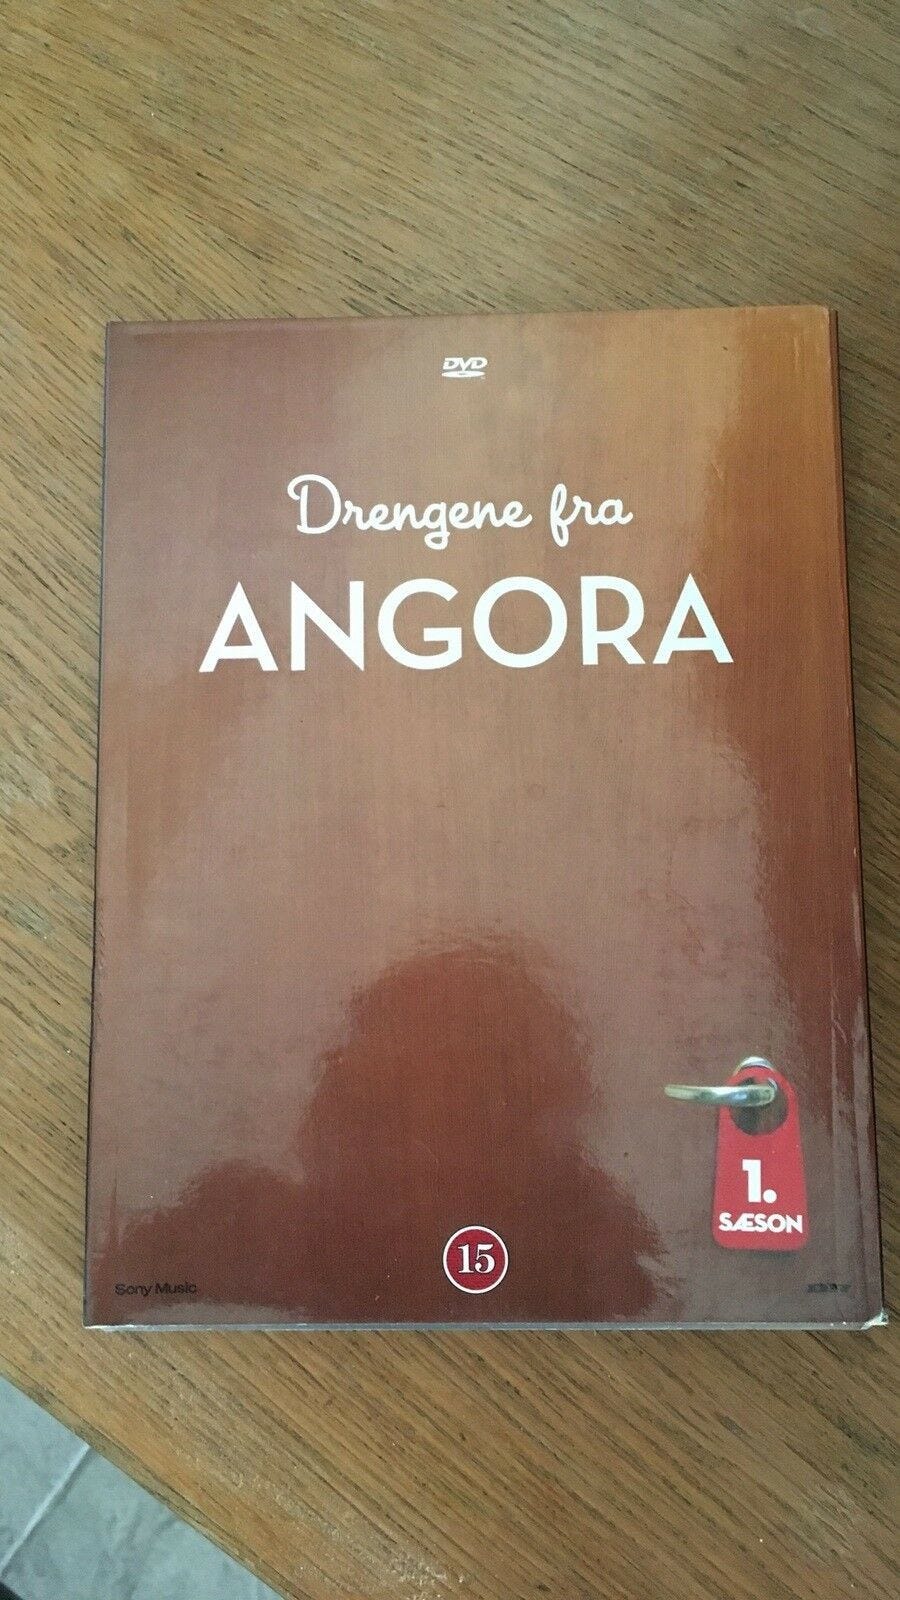 DVD
Drengene fra
ANGORA
1.
SÆSON
15
Sony Music